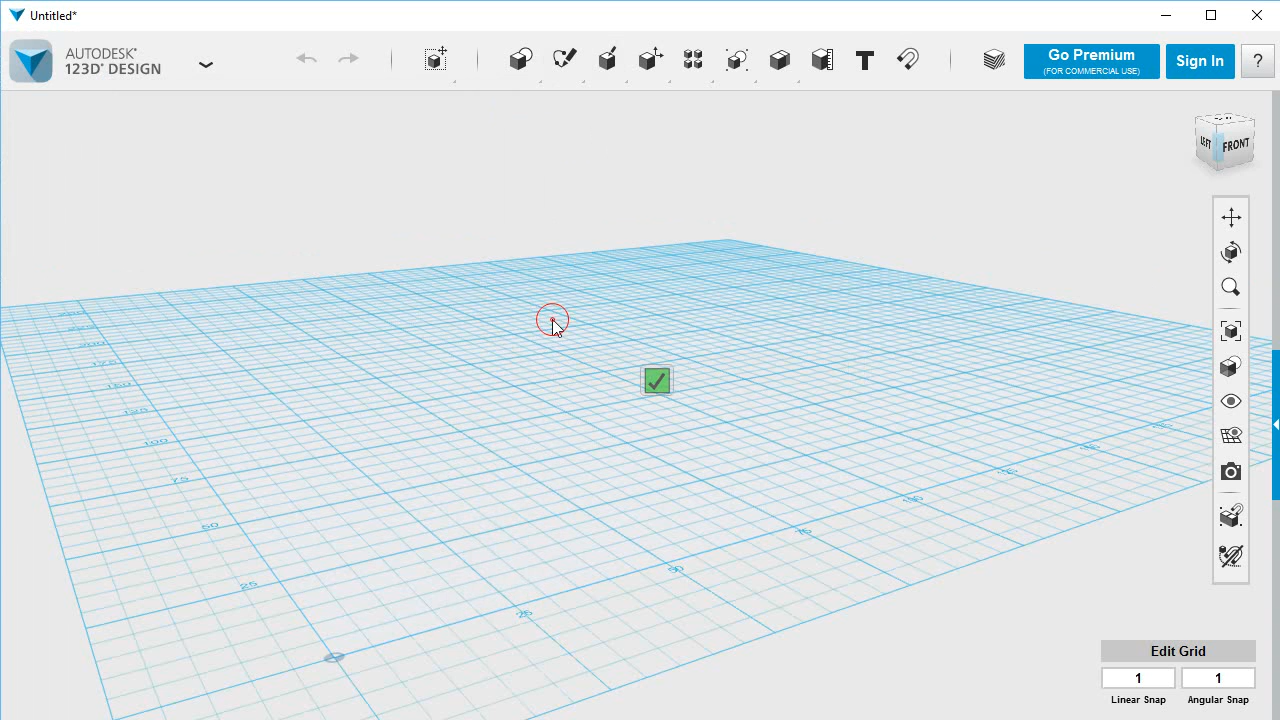 Untitled*
AUTODESK®
123D® DESIGN
Go Premium
(FOR COMMERCIAL USE)
Sign In
?
LEFT
FRONT
100
75
50
25
25
50
Edit Grid
1
1
Linear Snap
Angular Snap